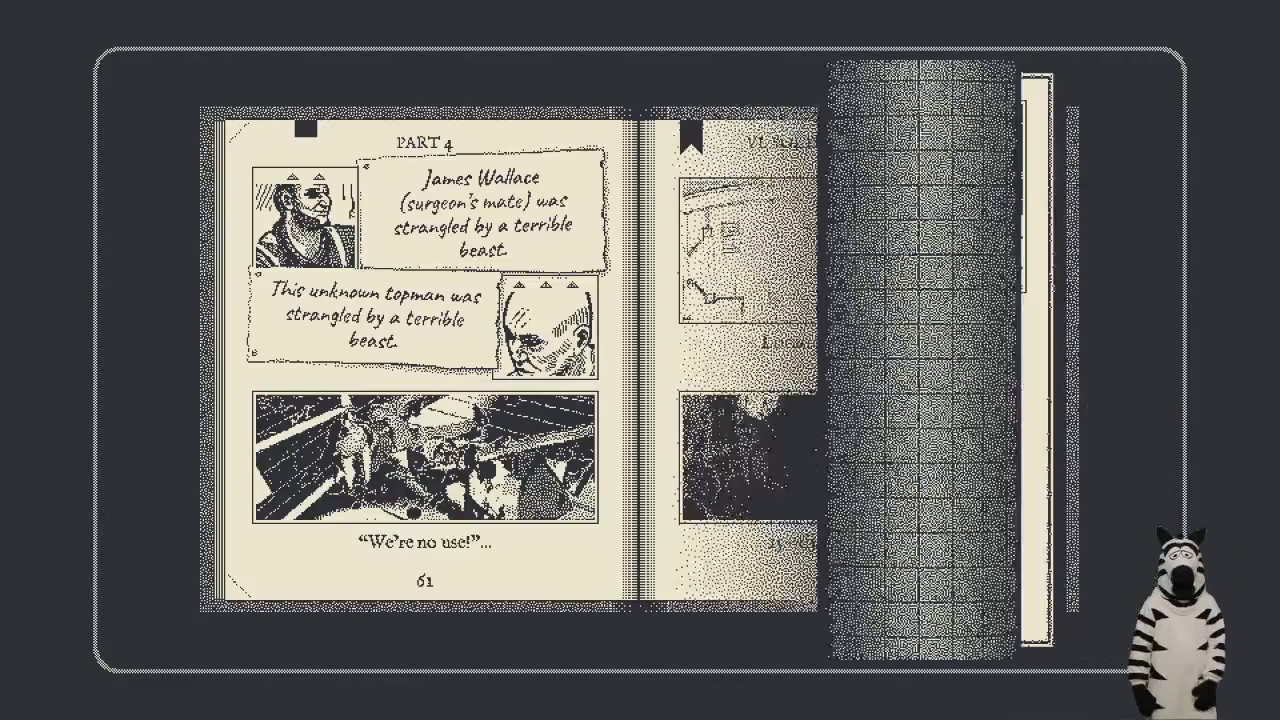 PART 4
James Wallace
(surgeon's mate) was
strangled by a terrible
beast.
This unknown topman was
strangled by a terrible
beast.
“We’re no use!”...
61